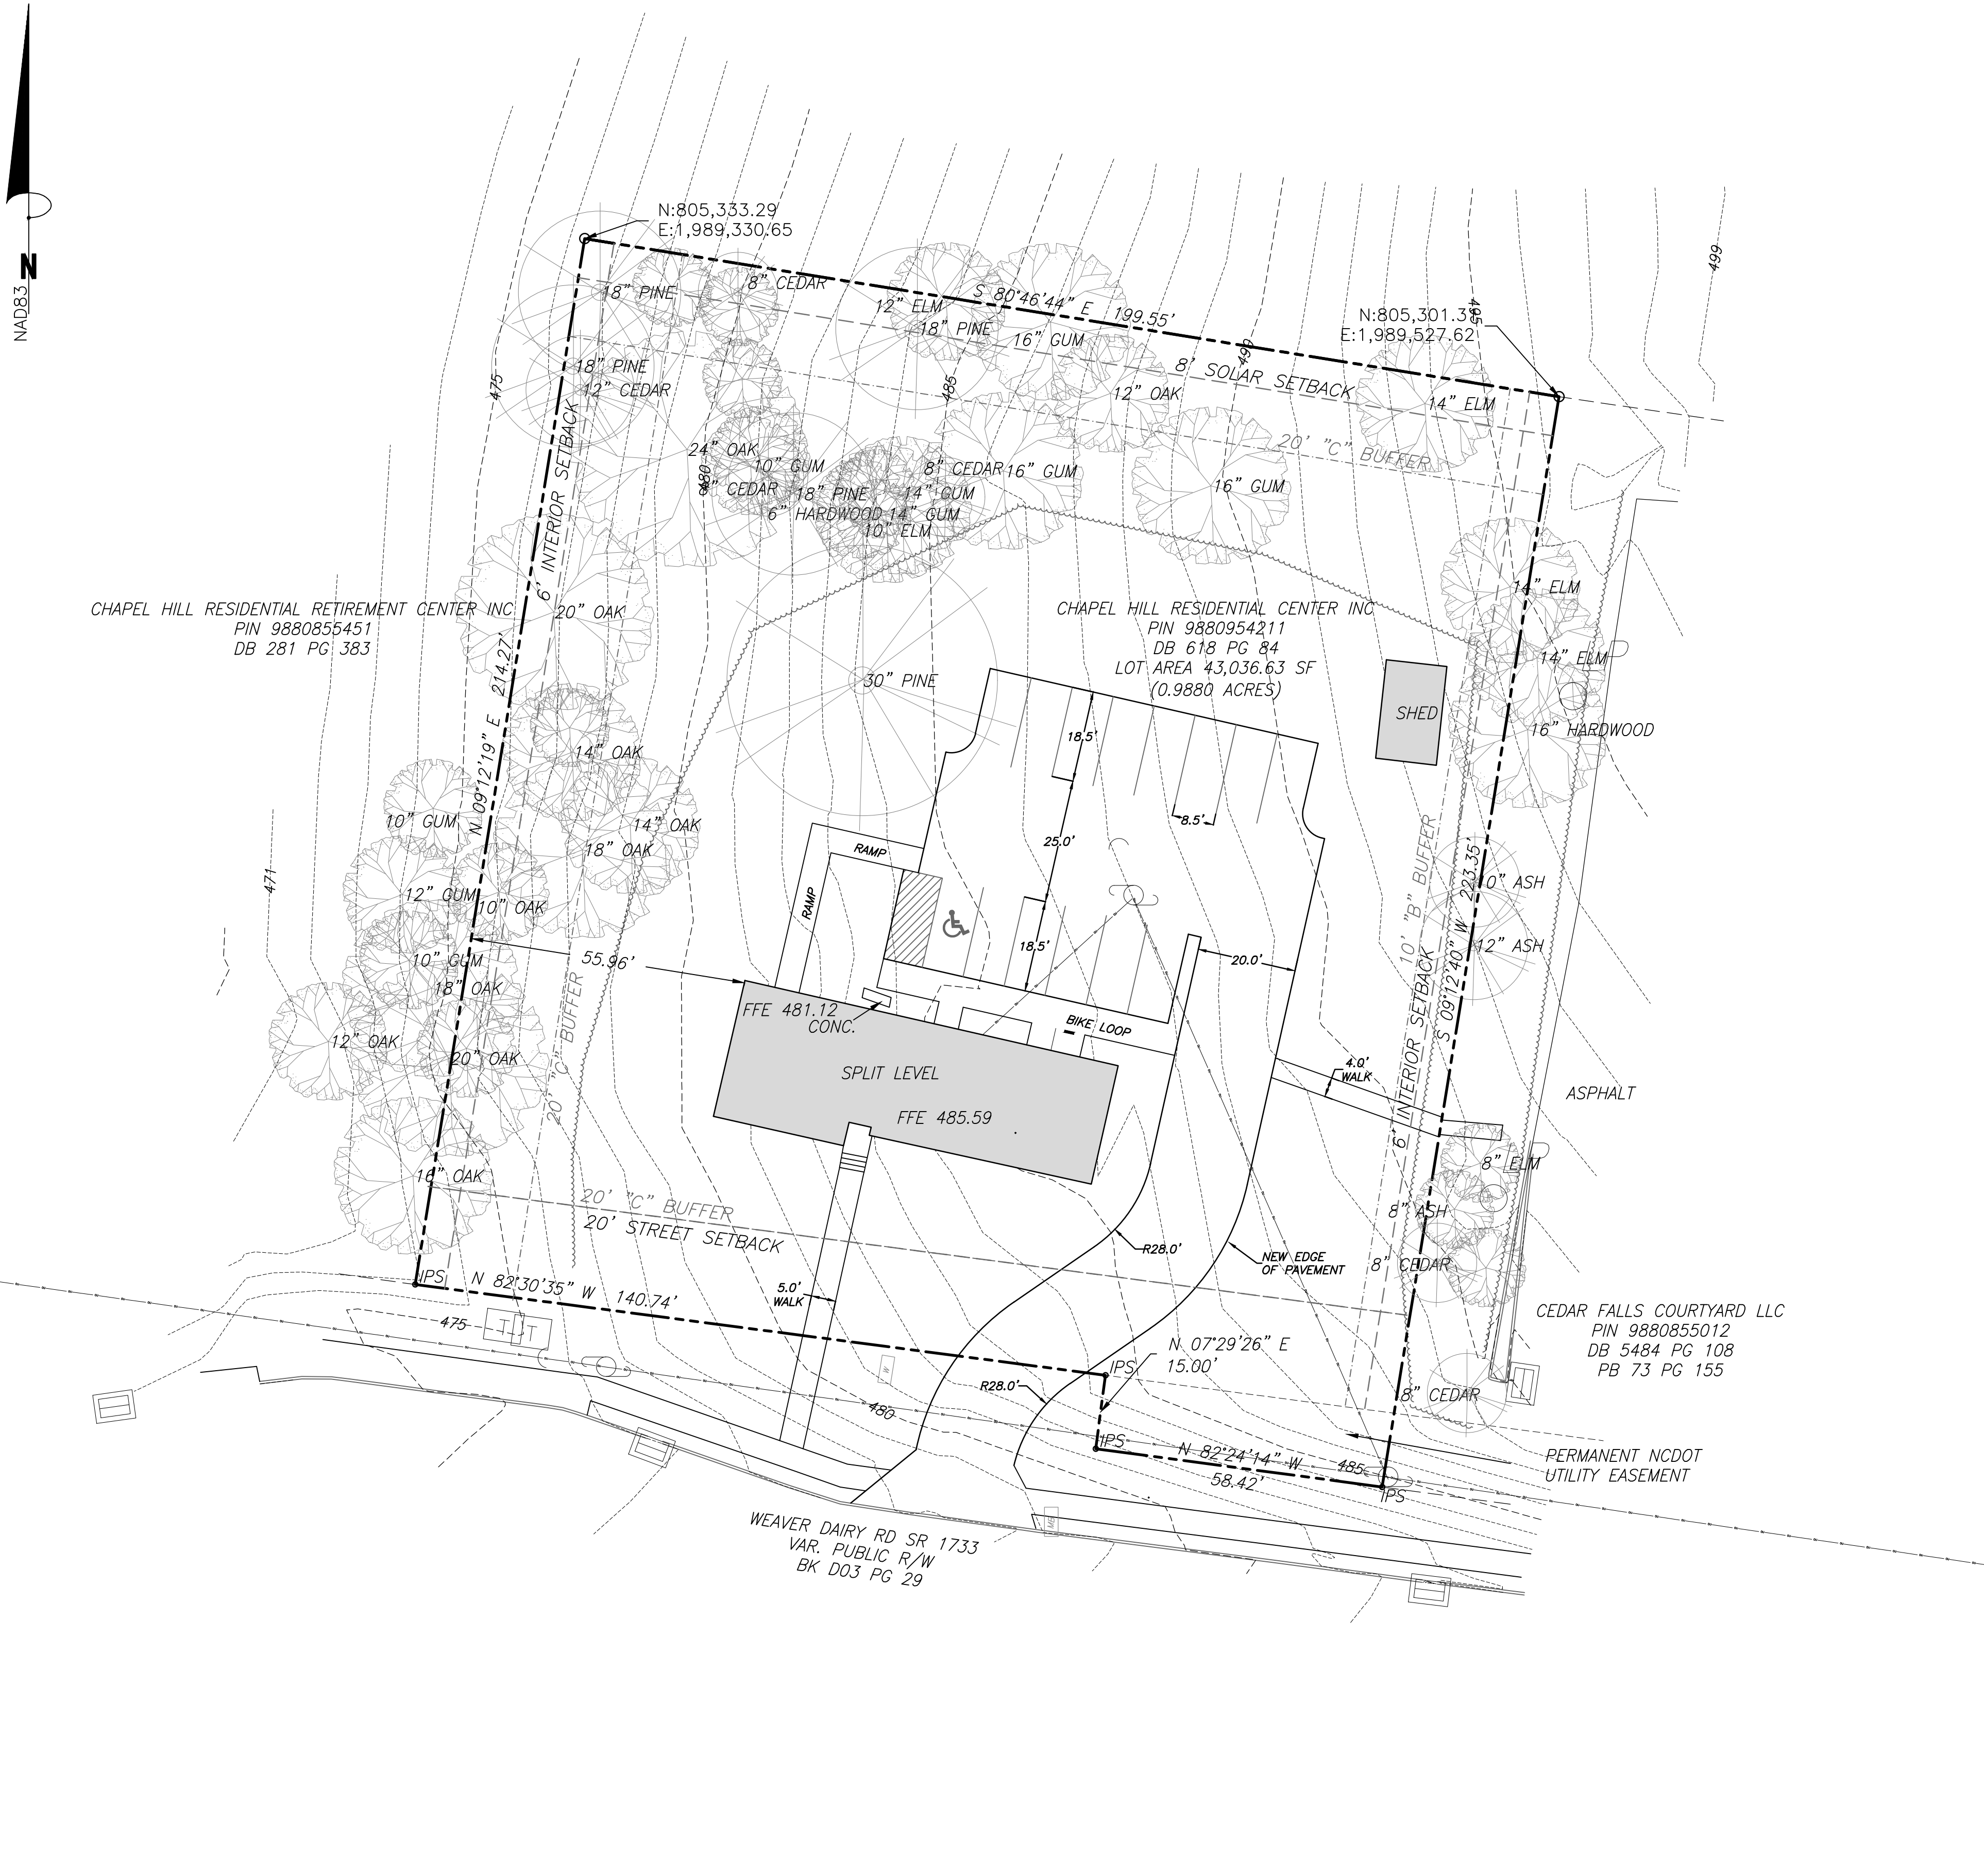 N
NAD83
N:805,333.29
E:1,989,330.65
S 80°46'44" E 199.55'
N:805,301.3
E:1,989,527.62
495
499
499
475
485
480
471
18" PINE
8" CEDAR
12" ELM
18" PINE
16" GUM
8' SOLAR SETBACK
14" ELM
12" OAK
18" PINE
12" CEDAR
20' "C" BUFFER
24" OAK
10" GUM
CEDAR
18" PINE
8" CEDAR
16" GUM
14" GUM
6" HARDWOOD
14" GUM
10" ELM
16" GUM
6' INTERIOR SETBACK
20" OAK
14" ELM
14" ELM
16" HARDWOOD
CHAPEL HILL RESIDENTIAL RETIREMENT CENTER INC
PIN 9880855451
DB 281 PG 383
CHAPEL HILL RESIDENTIAL CENTER INC
PIN 9880954211
DB 618 PG 84
LOT AREA 43,036.63 SF
(0.9880 ACRES)
SHED
30" PINE
N 09°12'19" E 214.27'
14" OAK
14" OAK
18" OAK
10" GUM
12" GUM
10" OAK
10" GUM
18" OAK
12" OAK
20" OAK
16" OAK
18.5'
8.5'
25.0'
RAMP
RAMP
18.5'
20.0'
55.96'
FFE 481.12
CONC.
BIKE LOOP
SPLIT LEVEL
FFE 485.59
20' "C" BUFFER
10' "B" BUFFER
6' INTERIOR SETBACK
S 09°12'40" W 223.35'
10" ASH
12" ASH
4.0'
WALK
ASPHALT
8" ELM
8" ASH
8" CEDAR
8" CEDAR
20' "C" BUFFER
20' STREET SETBACK
R28.0'
NEW EDGE
OF PAVEMENT
IPS
N 82°30'35" W 140.74'
5.0'
WALK
475
T
T
W
480
R28.0'
IPS
N 07°29'26" E
15.00'
IPS
N 82°24'14" W
58.42'
485
IPS
CEDAR FALLS COURTYARD LLC
PIN 9880855012
DB 5484 PG 108
PB 73 PG 155
PERMANENT NCDOT
UTILITY EASEMENT
WEAVER DAIRY RD SR 1733
VAR. PUBLIC R/W
BK D03 PG 29